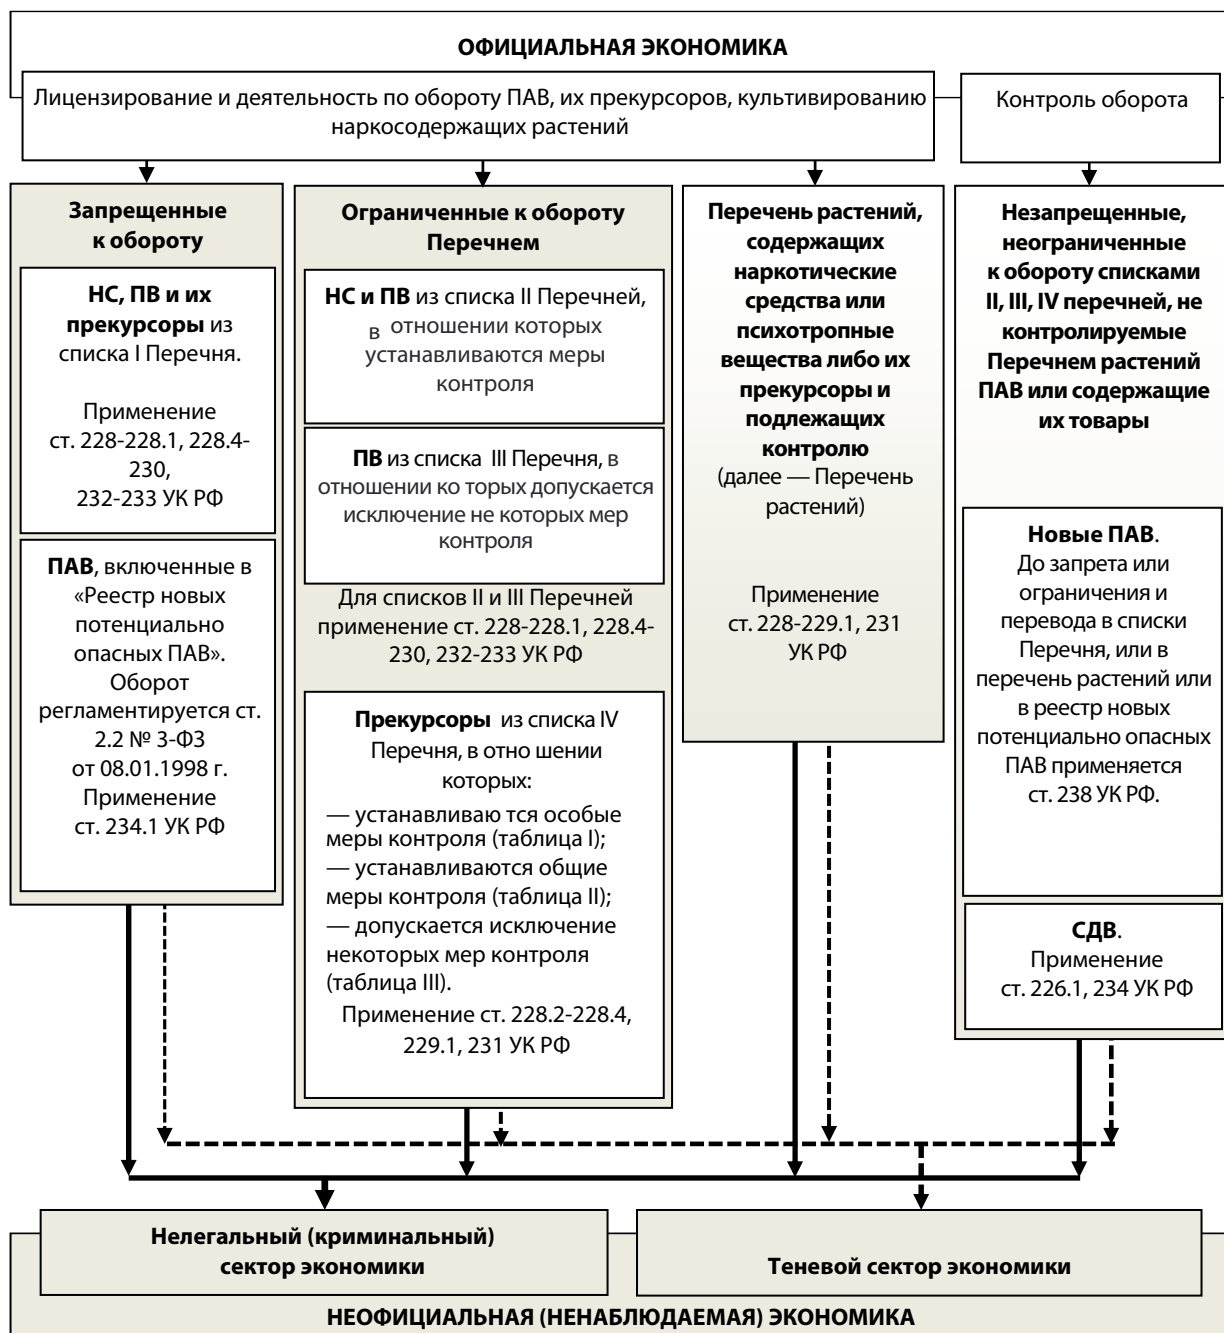 ОФИЦИАЛЬНАЯ ЭКОНОМИКА
Лицензирование и деятельность по обороту ПАВ, их прекурсоров, культивированию
наркосодержащих растений
Контроль оборота
Запрещенные
к обороту
НС, ПВ и их
прекурсоры из
списка I Перечня.
Применение
ст. 228-228.1, 228.4-
230,
232-233 УК РФ
ПАВ, включенные в
«Реестр новых
потенциально
опасных ПАВ».
Оборот
регламентируется ст.
2.2 № 3-ФЗ
от 08.01.1998 г.
Применение
ст. 234.1 УК РФ
Ограниченные к обороту
Перечнем
НС и ПВ из списка II Перечней,
в отношении которых
устанавливаются меры
контроля
ПВ из списка III Перечня, в
отношении ко торых допускается
исключение не которых мер
контроля
Для списков II и III Перечней
применение ст. 228-228.1, 228.4-
230, 232-233 УК РФ
Прекурсоры из списка IV
Перечня, в отно шении
которых:
— устанавливаю тся особые
меры контроля (таблица I);
— устанавливаются общие
меры контроля (таблица II);
— допускается исключение
некоторых мер контроля
(таблица III).
Применение ст. 228.2-228.4,
229.1, 231 УК РФ
Перечень растений,
содержащих
наркотические
средства или
психотропные
вещества либо их
прекурсоры и
подлежащих
контролю
(далее — Перечень
растений)
Применение
ст. 228-229.1, 231
УК РФ
Незапрещенные,
неограниченные
к обороту списками
II, III, IV перечней, не
контролируемые
Перечнем растений
ПАВ или содержащие
их товары
Новые ПАВ.
До запрета или
ограничения и
перевода в списки
Перечня, или в
перечень растений или
в реестр новых
потенциально опасных
ПАВ применяется
ст. 238 УК РФ.
СДВ.
Применение
ст. 226.1, 234 УК РФ
Нелегальный (криминальный)
сектор экономики
Теневой сектор экономики
НЕОФИЦИАЛЬНАЯ (НЕНАБЛЮДАЕМАЯ) ЭКОНОМИКА